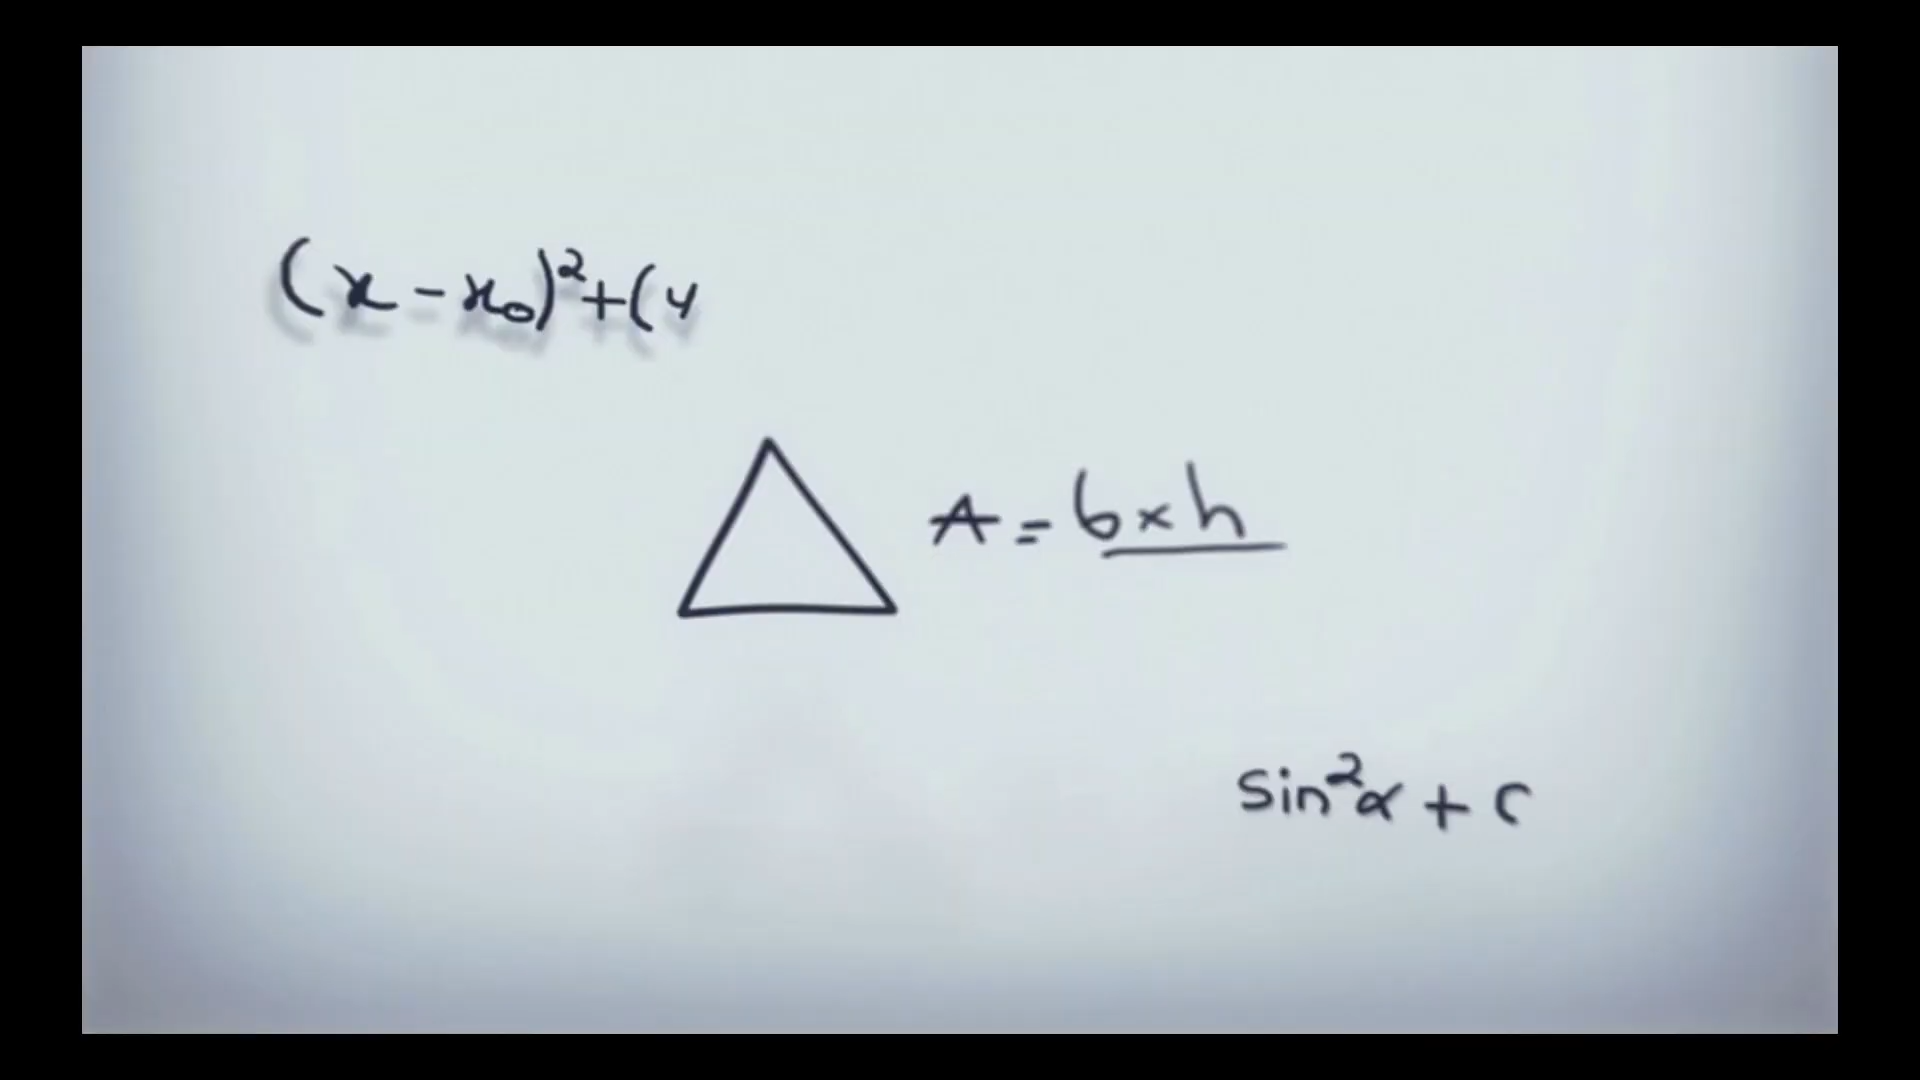 (x - x₀)² + (y
A = b × h
sin²α + c